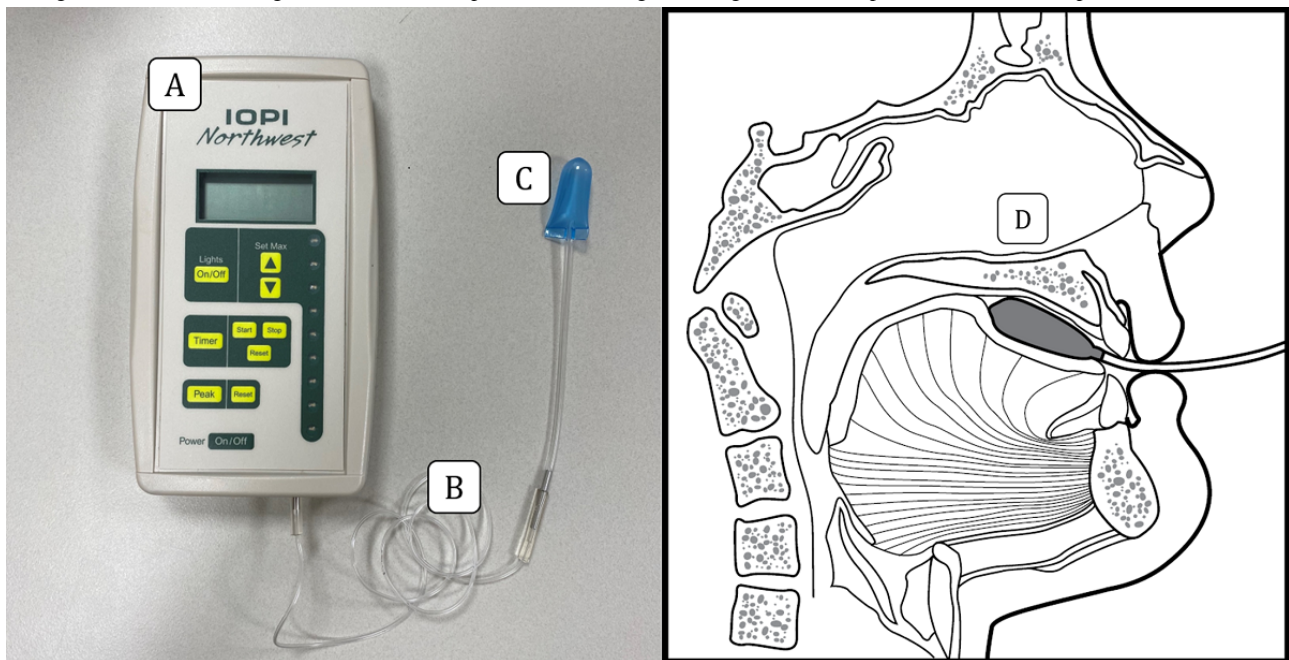 A
IOPI
Northwest
Lights
On/Off
Set Max
Timer
Start
Stop
Reset
Peak
Reset
Power On/Off
B
C
D